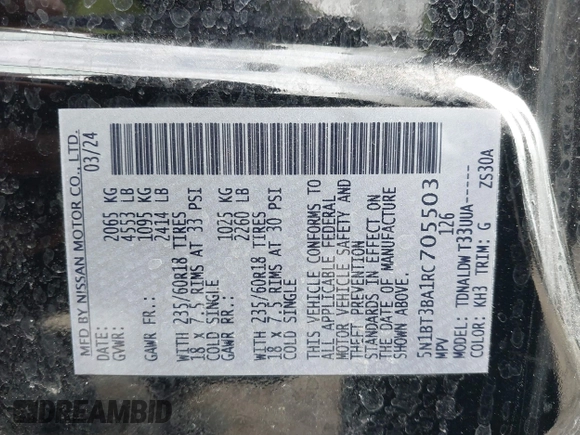 MFD BY NISSAN MOTOR CO., LTD.
DATE: 03/24
GVWR: 2065 KG
4553 LB
GAWR FR.: 1095 KG
2414 LB
WITH 235/60R18 TIRES
18 x 7.5 RIMS AT 33 PSI
COLD SINGLE
GAWR RR.: 1025 KG
2260 LB
WITH 235/60R18 TIRES
18 x 7.5 RIMS AT 30 PSI
COLD SINGLE
THIS VEHICLE CONFORMS TO
ALL APPLICABLE FEDERAL
MOTOR VEHICLE SAFETY AND
THEFT PREVENTION
STANDARDS IN EFFECT ON
THE DATE OF MANUFACTURE
SHOWN ABOVE.
5N1BT3BA1RC705503
MPV 126
TDNALDWT33UUA-----
COLOR: KH3 TRIM: G ZS30A
DREAMBID